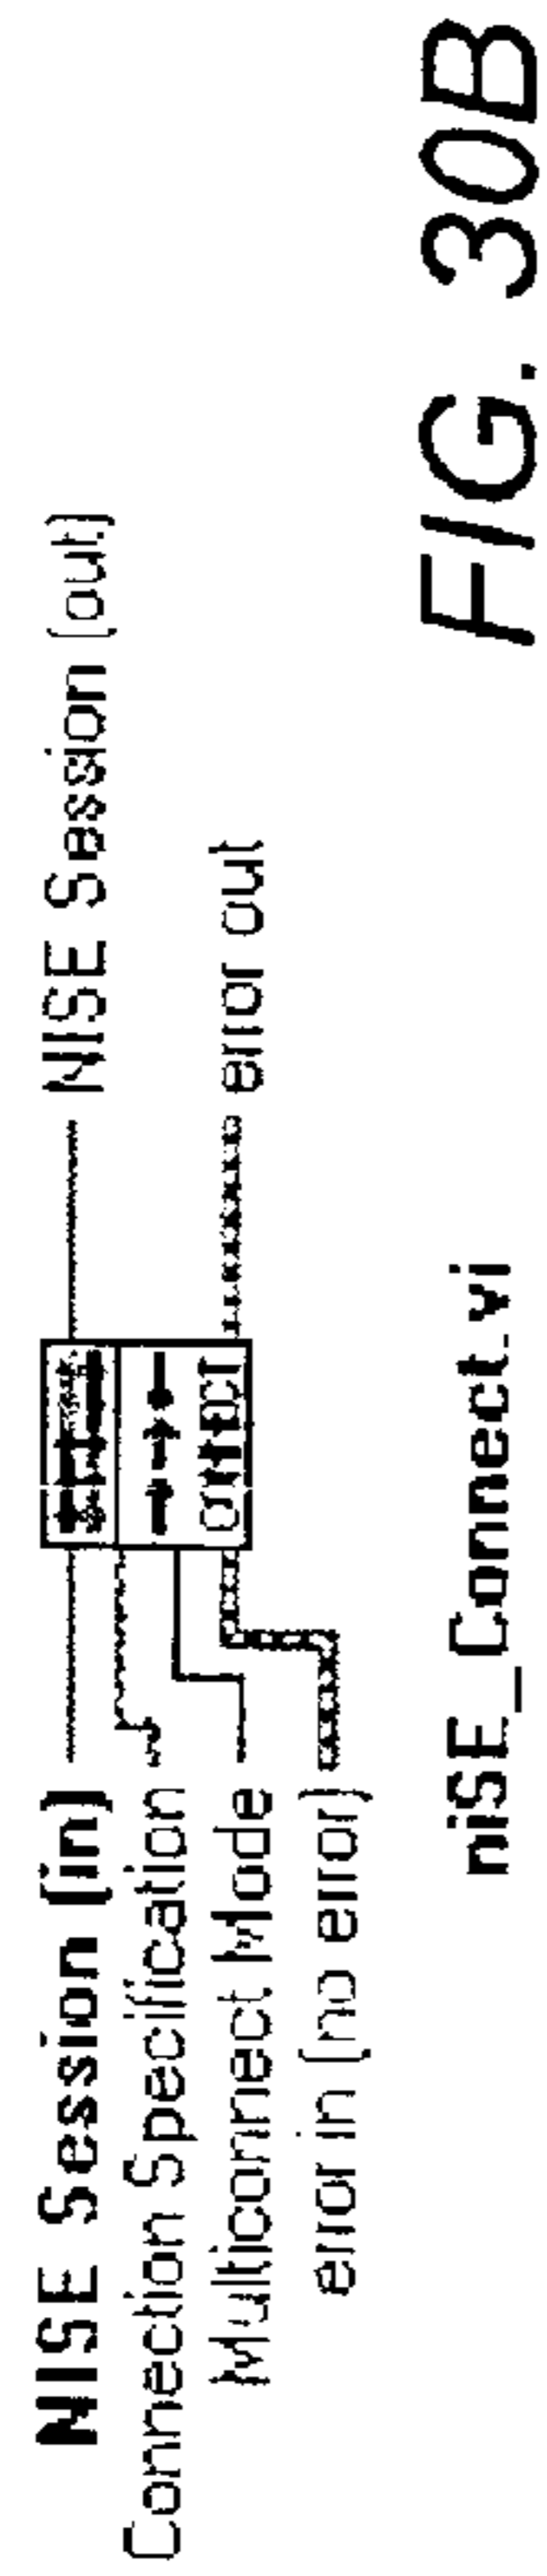 NISE Session (in)
Connection Specification
Multiconnect Mode
error in (no error)
CONNECT
NISE Session (out)
error out
niSE_Connect.vi
FIG. 30B